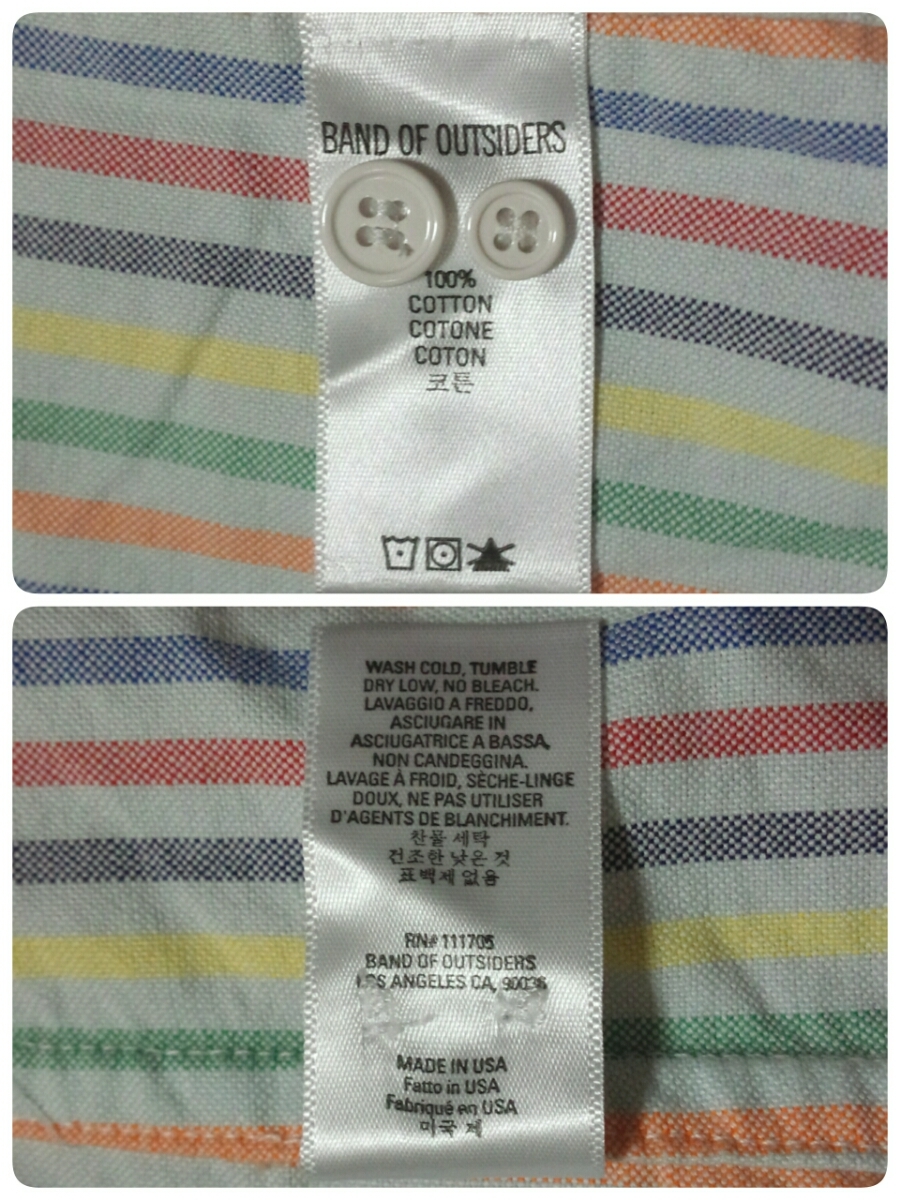 BAND OF OUTSIDERS
100%
COTTON
COTONE
COTON
코튼
WASH COLD, TUMBLE
DRY LOW, NO BLEACH.
LAVAGGIO A FREDDO,
ASCIUGARE IN
ASCIUGATRICE A BASSA,
NON CANDEGGINA.
LAVAGE À FROID, SÈCHE-LINGE
DOUX, NE PAS UTILISER
D'AGENTS DE BLANCHIMENT.
찬물 세탁
건조한 낮은 것
표백제 없음
RN# 111705
BAND OF OUTSIDERS
LOS ANGELES CA,
MADE IN USA
Fatto in USA
Fabriqué en USA
미국 제